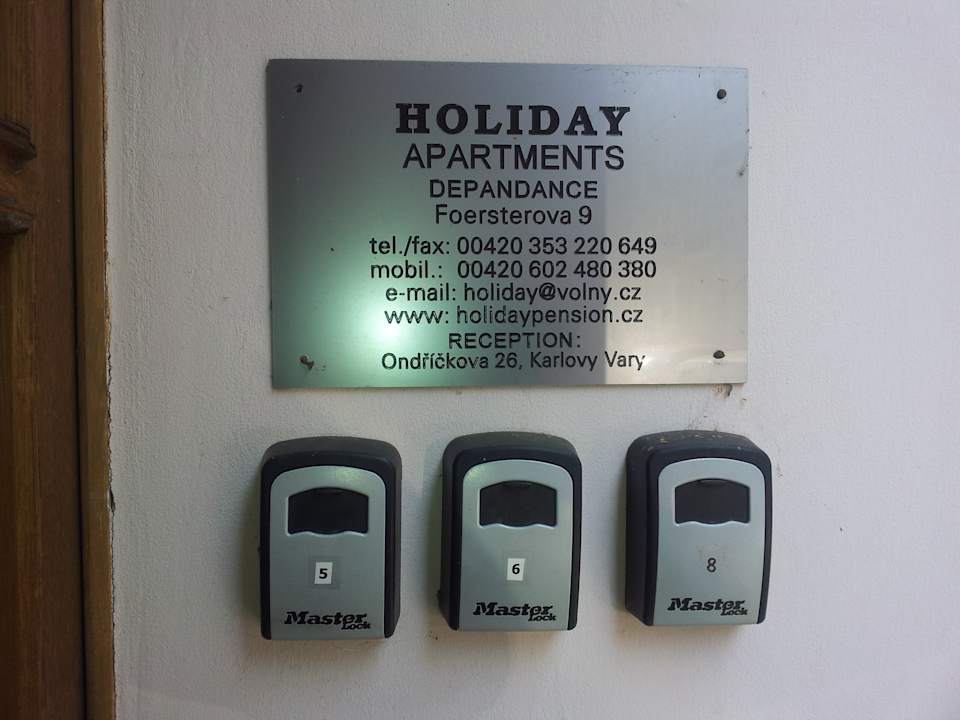 HOLIDAY
APARTMENTS
DEPANDANCE
Foersterova 9
tel./fax: 00420 353 220 649
mobil.: 00420 602 480 380
e-mail: holiday@volny.cz
www: holidaypension.cz
RECEPTION:
Ondříčkova 26, Karlovy Vary
5
6
8
Master
Lock
Master
Lock
Master
Lock